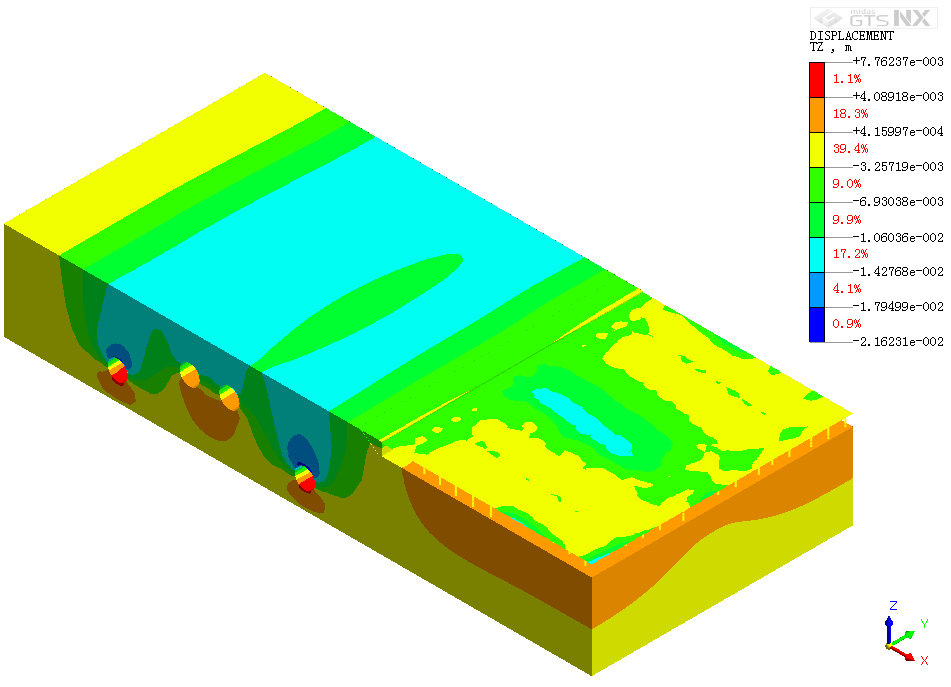 midas
GTS NX
DISPLACEMENT
TZ , m
+7.76237e-003
1.1%
+4.08918e-003
18.3%
+4.15997e-004
39.4%
-3.25719e-003
9.0%
-6.93038e-003
9.9%
-1.06036e-002
17.2%
-1.42768e-002
4.1%
-1.79499e-002
0.9%
-2.16231e-002
Z
Y
X